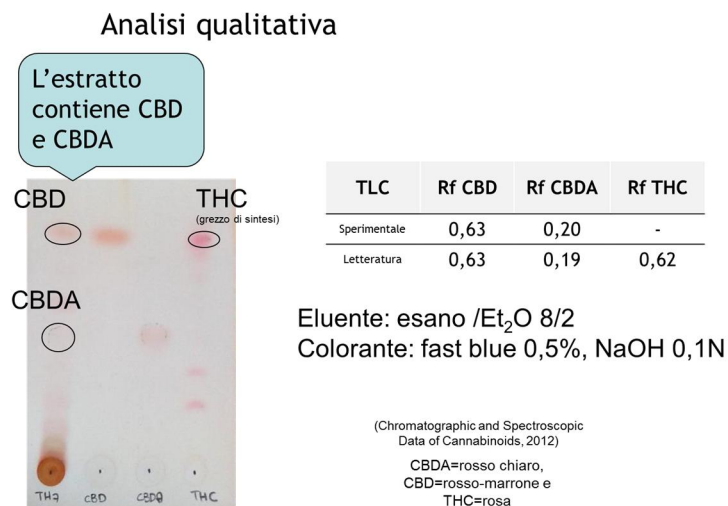 Analisi qualitativa
L’estratto
contiene CBD
e CBDA
CBD
THC
(grezzo di sintesi)
CBDA
TH7 CBD CBDA THC
TLC Rf CBD Rf CBDA Rf THC
Sperimentale 0,63 0,20 -
Letteratura 0,63 0,19 0,62
Eluente: esano /Et₂O 8/2
Colorante: fast blue 0,5%, NaOH 0,1N
(Chromatographic and Spectroscopic
Data of Cannabinoids, 2012)
CBDA=rosso chiaro,
CBD=rosso-marrone e
THC=rosa